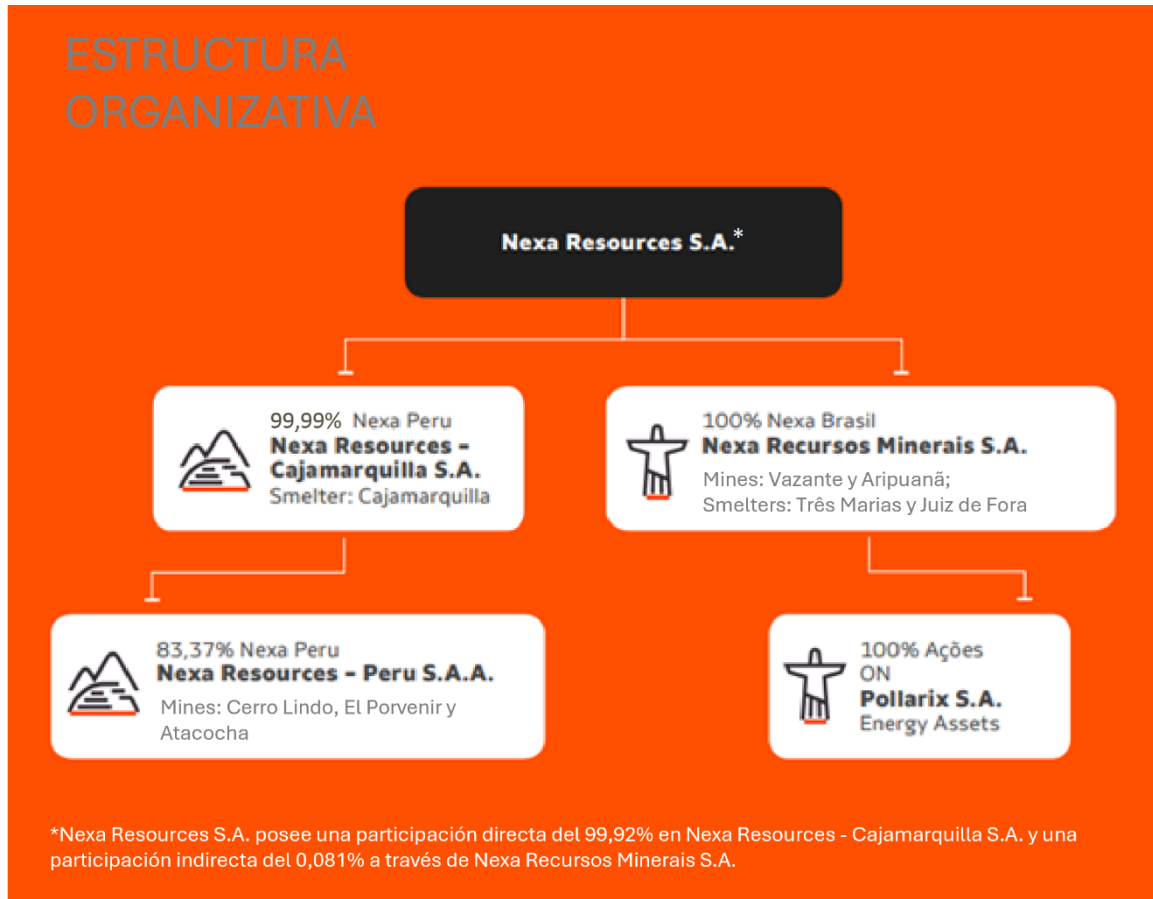 ESTRUCTURA
ORGANIZATIVA
Nexa Resources S.A.*
99,99% Nexa Peru
Nexa Resources –
Cajamarquilla S.A.
Smelter: Cajamarquilla
100% Nexa Brasil
Nexa Recursos Minerais S.A.
Mines: Vazante y Aripuanã;
Smelters: Três Marias y Juiz de Fora
83,37% Nexa Peru
Nexa Resources – Peru S.A.A.
Mines: Cerro Lindo, El Porvenir y
Atacocha
100% Ações
ON
Pollarix S.A.
Energy Assets
*Nexa Resources S.A. posee una participación directa del 99,92% en Nexa Resources - Cajamarquilla S.A. y una
participación indirecta del 0,081% a través de Nexa Recursos Minerais S.A.